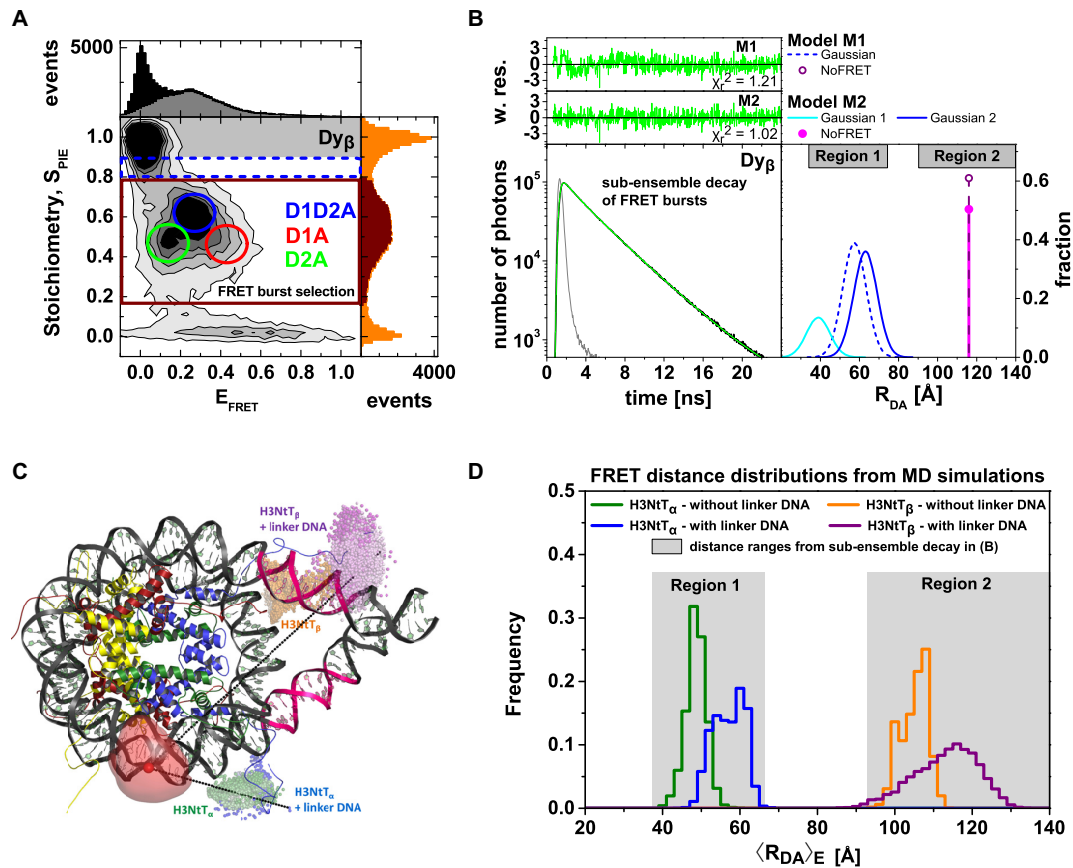 A
5000
0
events
Stoichiometry, S_PIE
1.0
0.8
0.6
0.4
0.2
0.0
Dyβ
D1D2A
D1A
D2A
FRET burst selection
0.0 0.2 0.4 0.6 0.8 1.0
0 4000
E_FRET
events
B
w. res.
3
0
-3
M1
χr² = 1.21
3
0
-3
M2
χr² = 1.02
Model M1
Gaussian
NoFRET
Model M2
Gaussian 1
Gaussian 2
NoFRET
Dyβ
sub-ensemble decay
of FRET bursts
number of photons
10⁵
10⁴
10³
0 4 8 12 16 20
time [ns]
Region 1
Region 2
0.6
0.4
0.2
0.0
fraction
40 60 80 100 120 140
R_DA [Å]
C
H3NtTβ
+ linker DNA
H3NtTβ
H3NtTα
H3NtTα
+ linker DNA
D
FRET distance distributions from MD simulations
H3NtTα - without linker DNA
H3NtTβ - without linker DNA
H3NtTα - with linker DNA
H3NtTβ - with linker DNA
distance ranges from sub-ensemble decay in (B)
Region 1
Region 2
Frequency
0.5
0.4
0.3
0.2
0.1
0.0
20 40 60 80 100 120 140
⟨R_DA⟩_E [Å]